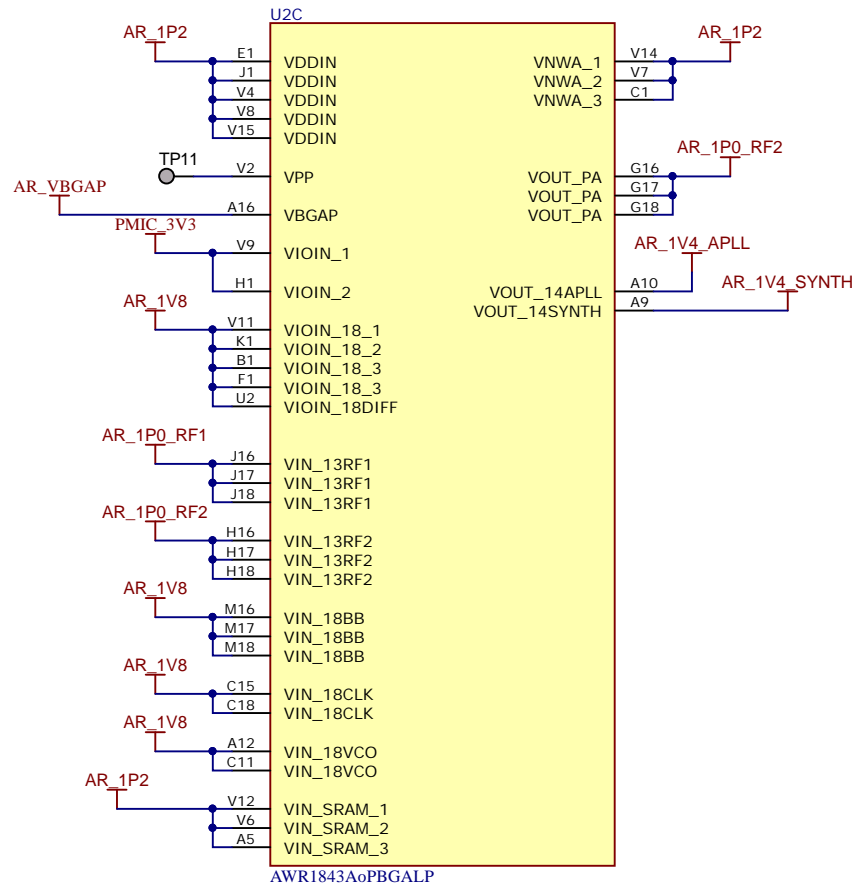 U2C
AR_1P2
E1 VDDIN
J1 VDDIN
V4 VDDIN
V8 VDDIN
V15 VDDIN
TP11
V2 VPP
AR_VBGAP
A16 VBGAP
PMIC_3V3
V9 VIOIN_1
H1 VIOIN_2
AR_1V8
V11 VIOIN_18_1
K1 VIOIN_18_2
B1 VIOIN_18_3
F1 VIOIN_18_3
U2 VIOIN_18DIFF
AR_1P0_RF1
J16 VIN_13RF1
J17 VIN_13RF1
J18 VIN_13RF1
AR_1P0_RF2
H16 VIN_13RF2
H17 VIN_13RF2
H18 VIN_13RF2
AR_1V8
M16 VIN_18BB
M17 VIN_18BB
M18 VIN_18BB
AR_1V8
C15 VIN_18CLK
C18 VIN_18CLK
AR_1V8
A12 VIN_18VCO
C11 VIN_18VCO
AR_1P2
V12 VIN_SRAM_1
V6 VIN_SRAM_2
A5 VIN_SRAM_3
AR_1P2
VNWA_1 V14
VNWA_2 V7
VNWA_3 C1
AR_1P0_RF2
VOUT_PA G16
VOUT_PA G17
VOUT_PA G18
AR_1V4_APLL
VOUT_14APLL A10
AR_1V4_SYNTH
VOUT_14SYNTH A9
AWR1843AoPBGALP